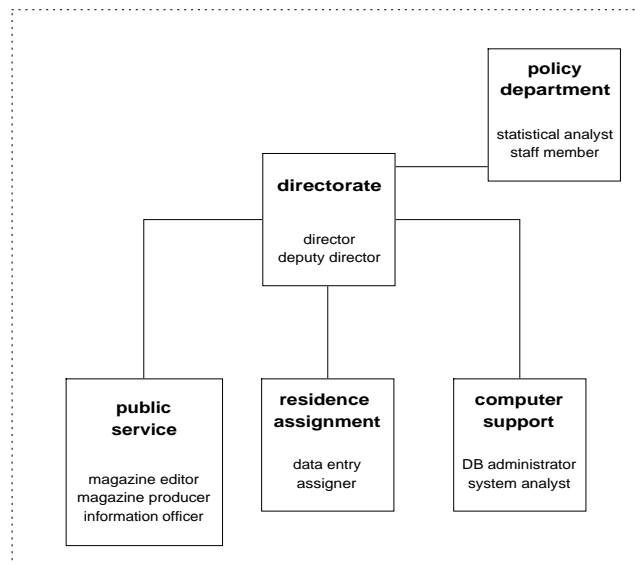 policy
department
statistical analyst
staff member
directorate
director
deputy director
public
service
magazine editor
magazine producer
information officer
residence
assignment
data entry
assigner
computer
support
DB administrator
system analyst